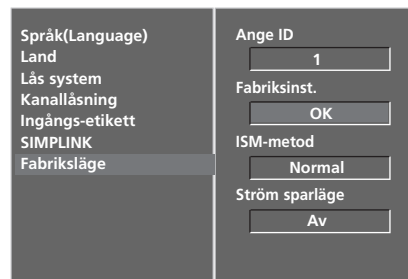 Språk(Language)
Land
Lås system
Kanallåsning
Ingångs-etikett
SIMPLINK
Fabriksläge
Ange ID
1
Fabriksinst.
OK
ISM-metod
Normal
Ström sparläge
Av